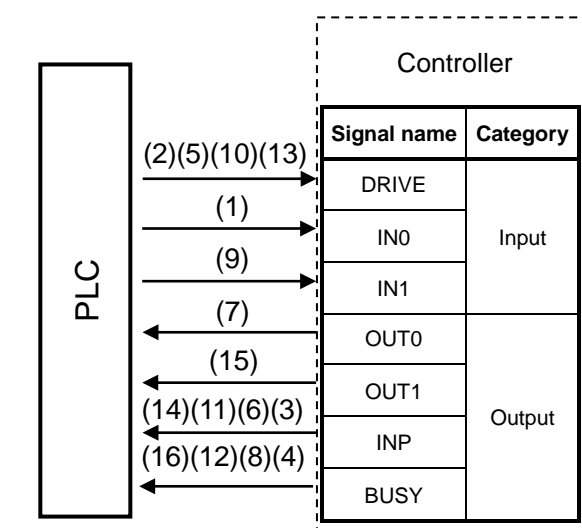 Controller
Signal name Category
(2)(5)(10)(13)
DRIVE
(1)
IN0
Input
(9)
IN1
PLC
(7)
OUT0
(15)
OUT1
(14)(11)(6)(3)
Output
INP
(16)(12)(8)(4)
BUSY